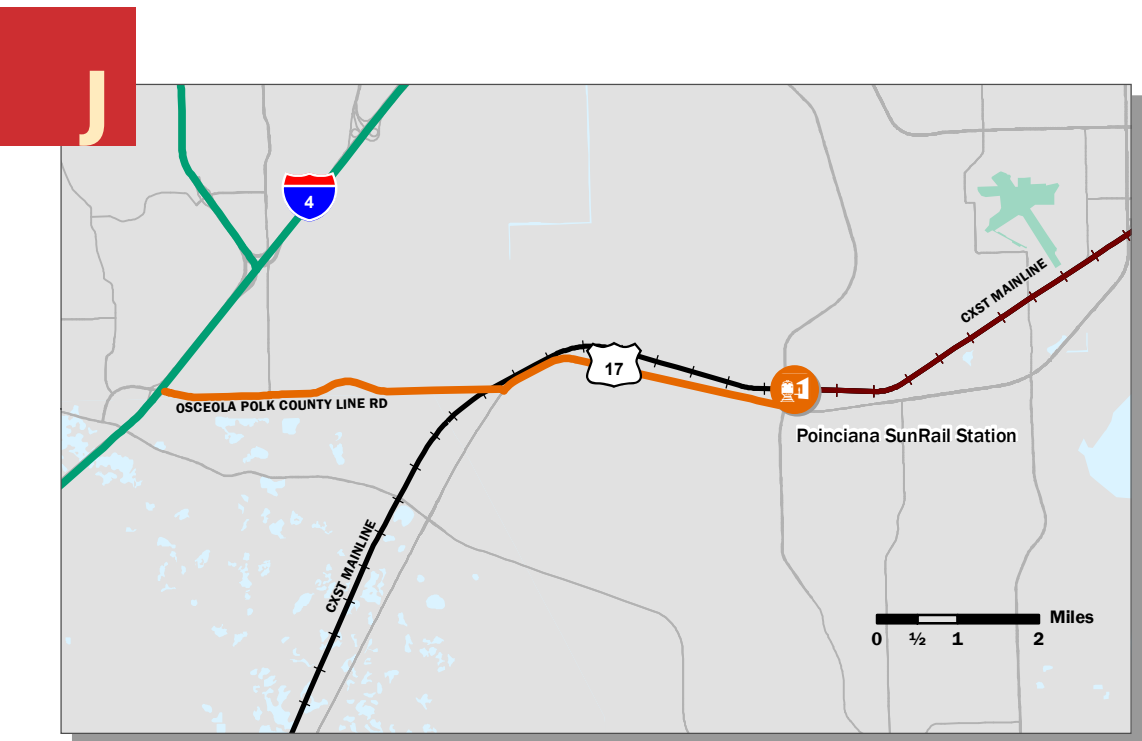 J
4
CXST MAINLINE
17
OSCEOLA POLK COUNTY LINE RD
Poinciana SunRail Station
CXST MAINLINE
Miles
0 ½ 1 2